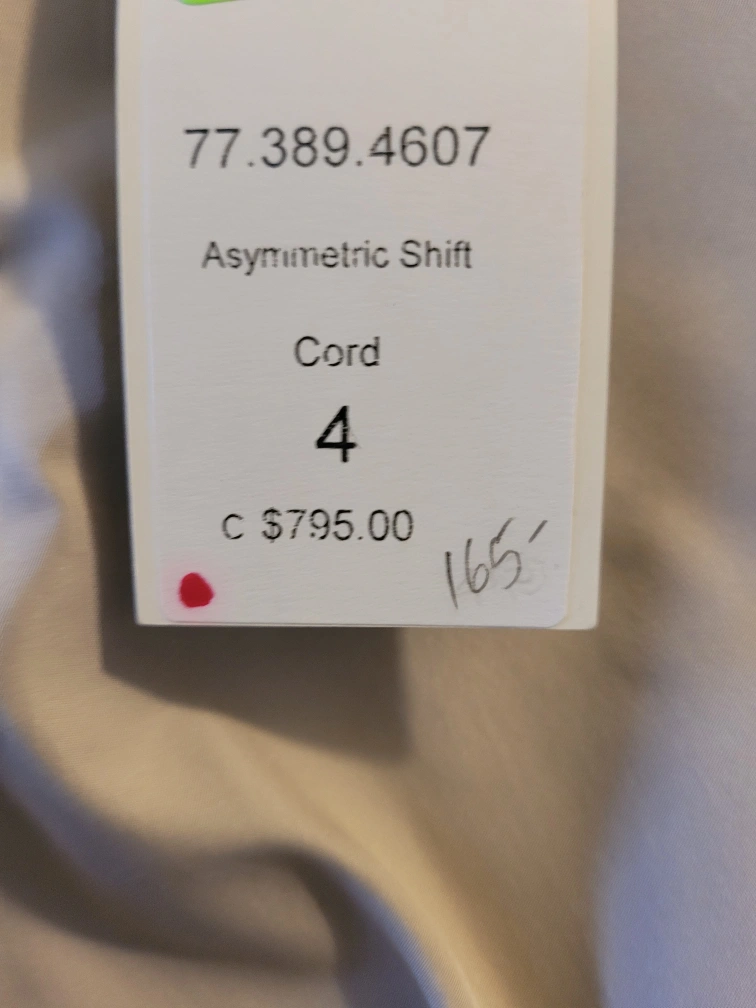 77.389.4607
Asymmetric Shift
Cord
4
C $795.00
165-